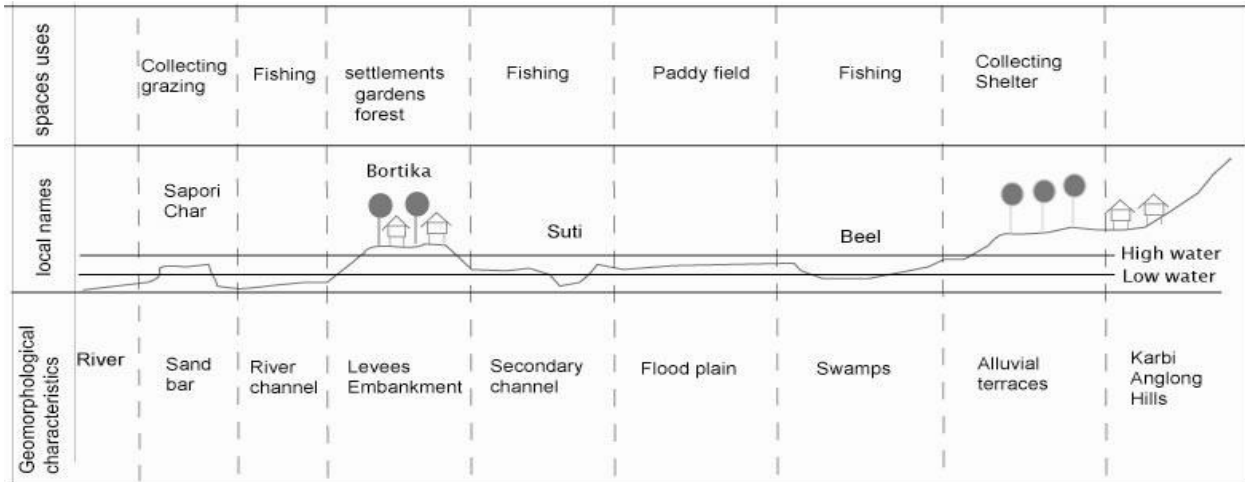 spaces uses
Collecting
grazing
Fishing
settlements
gardens
forest
Fishing
Paddy field
Fishing
Collecting
Shelter
local names
Sapori
Char
Bortika
Suti
Beel
High water
Low water
Geomorphological
characteristics
River
Sand
bar
River
channel
Levees
Embankment
Secondary
channel
Flood plain
Swamps
Alluvial
terraces
Karbi
Anglong
Hills